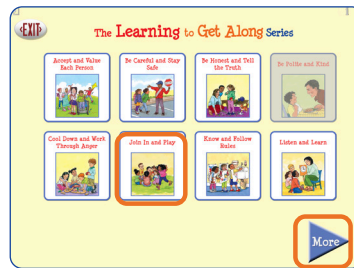 EXIT
The Learning to Get Along Series
Accept and Value
Each Person
Be Careful and Stay
Safe
Be Honest and Tell
the Truth
Be Polite and Kind
Cool Down and Work
Through Anger
Join In and Play
Know and Follow
Rules
Listen and Learn
More